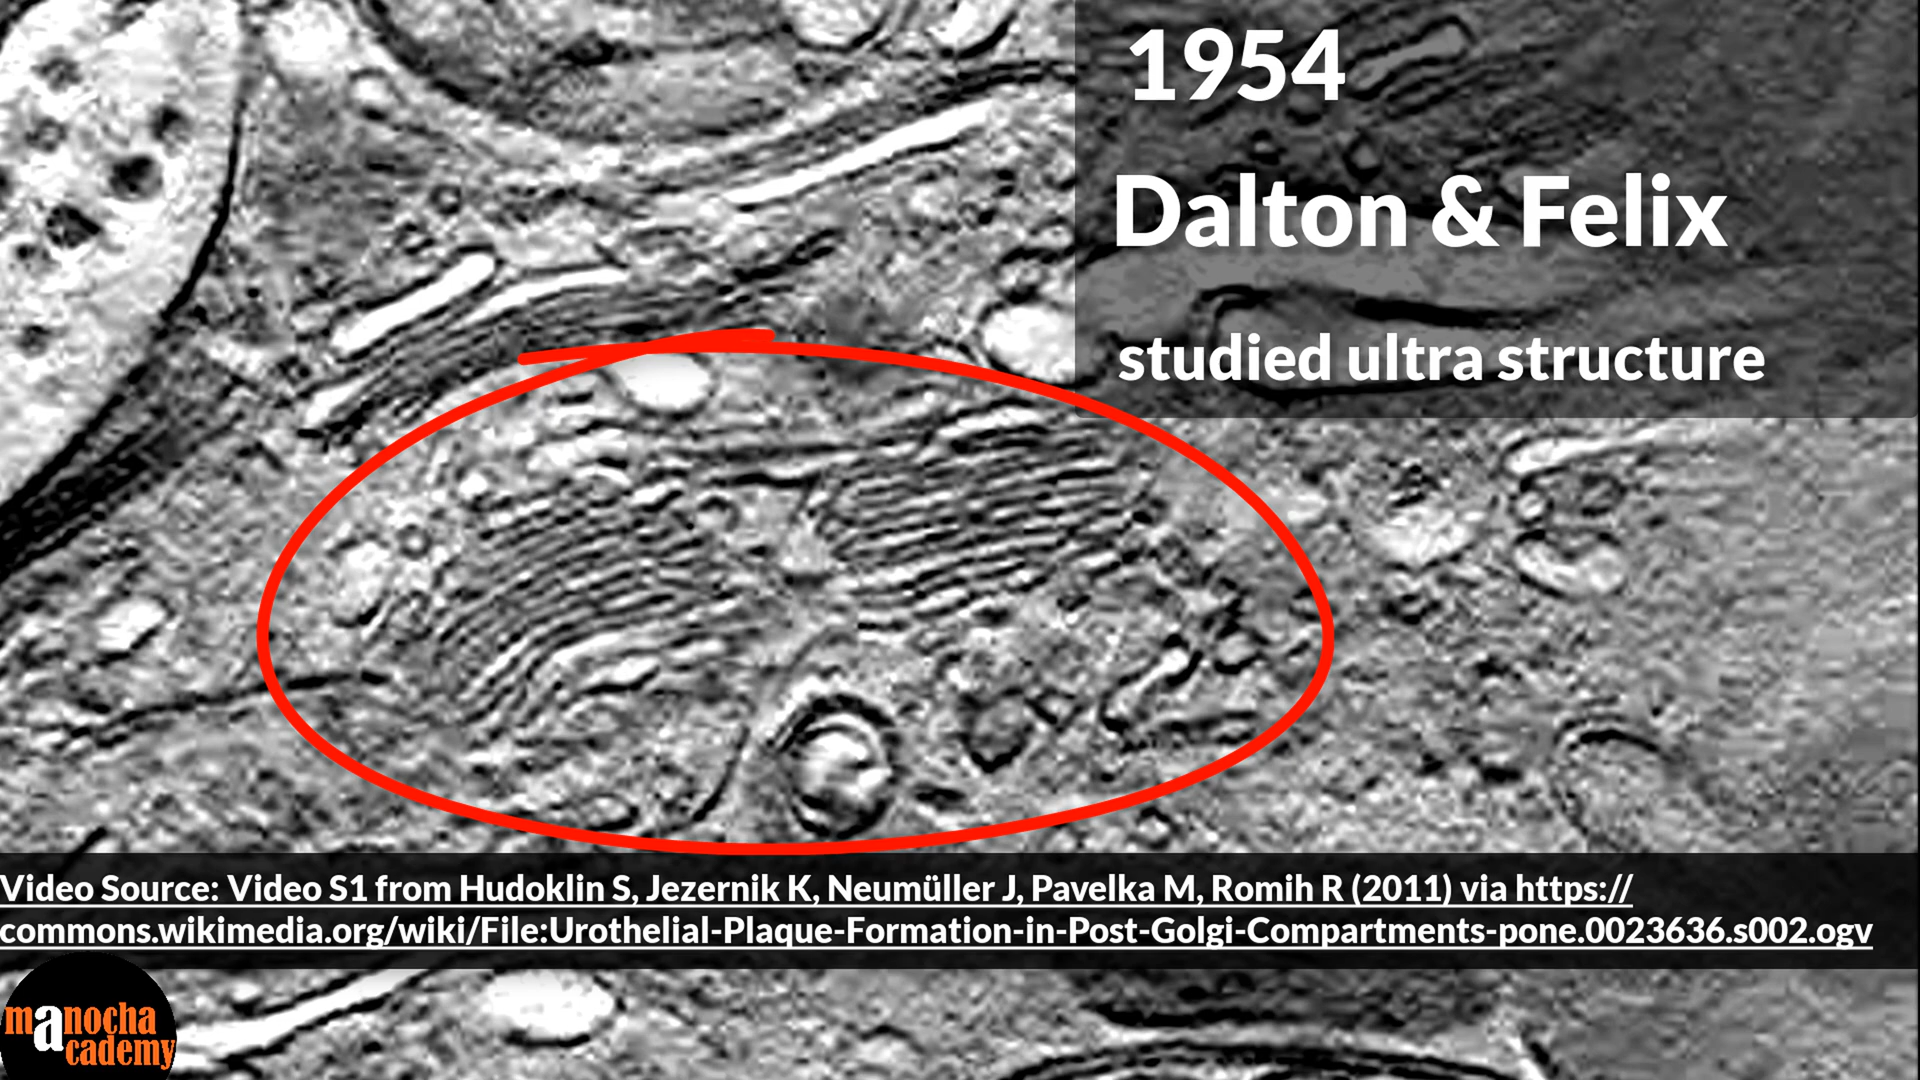 1954
Dalton & Felix
studied ultra structure
Video Source: Video S1 from Hudoklin S, Jezernik K, Neumüller J, Pavelka M, Romih R (2011) via https://
commons.wikimedia.org/wiki/File:Urothelial-Plaque-Formation-in-Post-Golgi-Compartments-pone.0023636.s002.ogv
manocha
academy